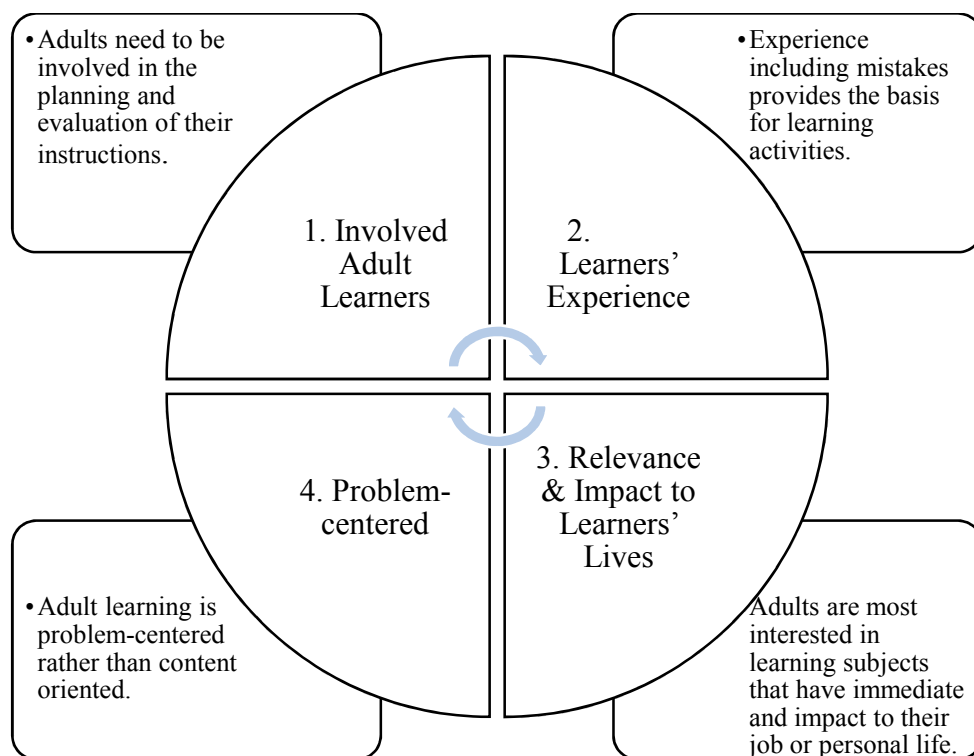 •Adults need to be
involved in the
planning and
evaluation of their
instructions.
•Experience
including mistakes
provides the basis
for learning
activities.
1. Involved
Adult
Learners
2.
Learners’
Experience
4. Problem-
centered
3. Relevance
& Impact to
Learners’
Lives
•Adult learning is
problem-centered
rather than content
oriented.
Adults are most
interested in
learning subjects
that have immediate
and impact to their
job or personal life.